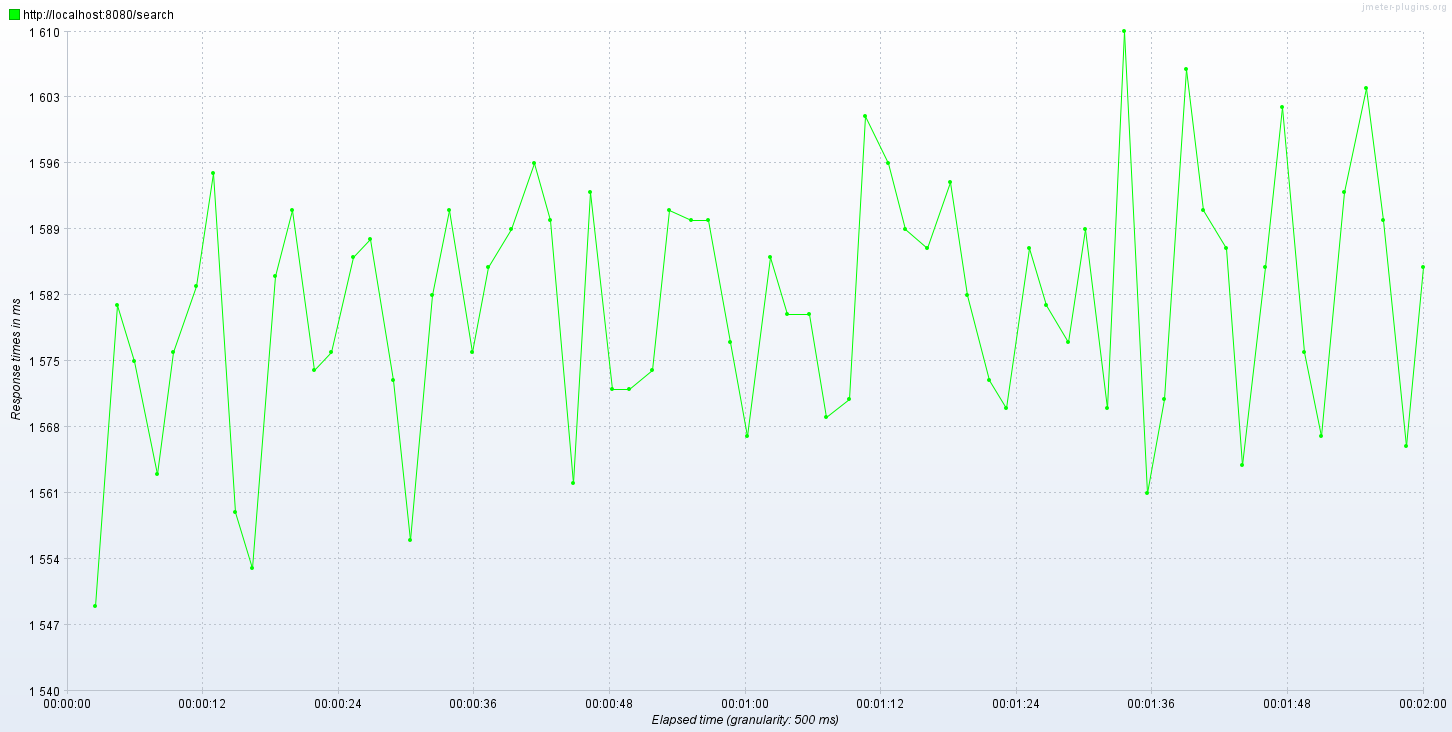 http://localhost:8080/search
jmeter-plugins.org
1 610
1 603
1 596
1 589
1 582
1 575
1 568
1 561
1 554
1 547
1 540
Response times in ms
00:00:00 00:00:12 00:00:24 00:00:36 00:00:48 00:01:00 00:01:12 00:01:24 00:01:36 00:01:48 00:02:00
Elapsed time (granularity: 500 ms)